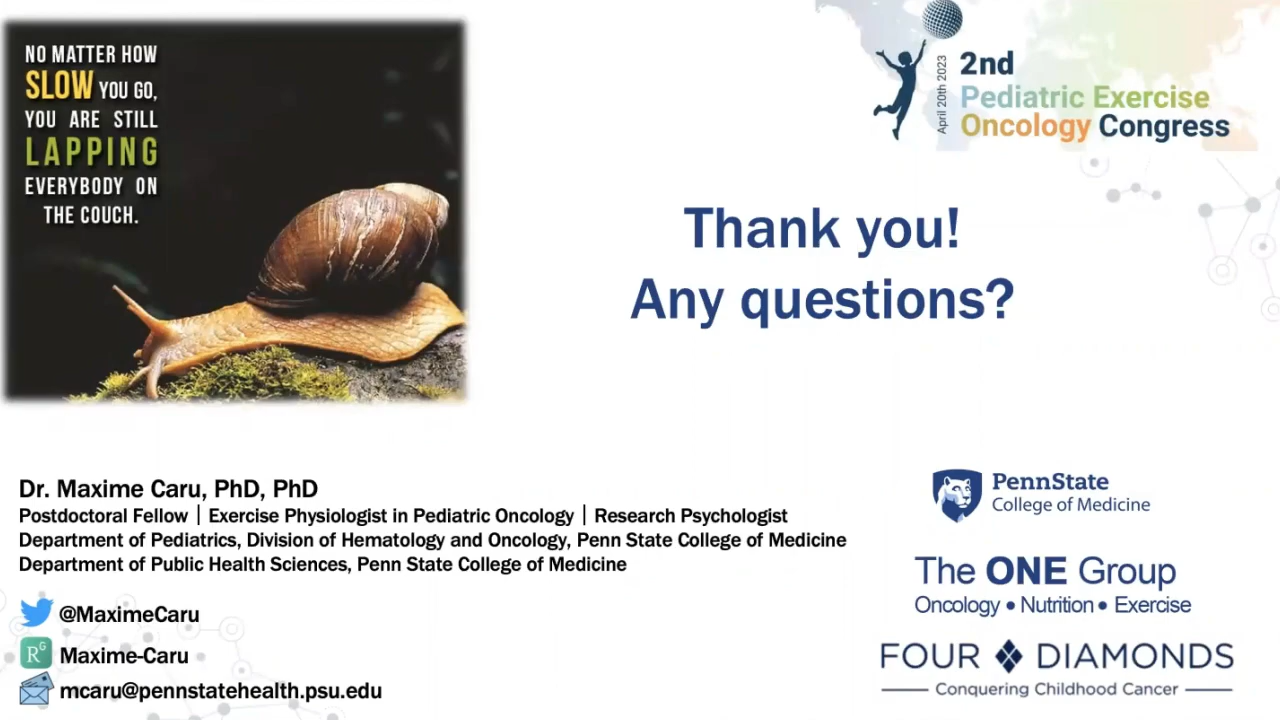 NO MATTER HOW
SLOW YOU GO,
YOU ARE STILL
LAPPING
EVERYBODY ON
THE COUCH.
April 20th 2023
2nd
Pediatric Exercise
Oncology Congress
Thank you!
Any questions?
Dr. Maxime Caru, PhD, PhD
Postdoctoral Fellow | Exercise Physiologist in Pediatric Oncology | Research Psychologist
Department of Pediatrics, Division of Hematology and Oncology, Penn State College of Medicine
Department of Public Health Sciences, Penn State College of Medicine
@MaximeCaru
RG
Maxime-Caru
mcaru@pennstatehealth.psu.edu
PennState
College of Medicine
The ONE Group
Oncology • Nutrition • Exercise
FOUR DIAMONDS
Conquering Childhood Cancer